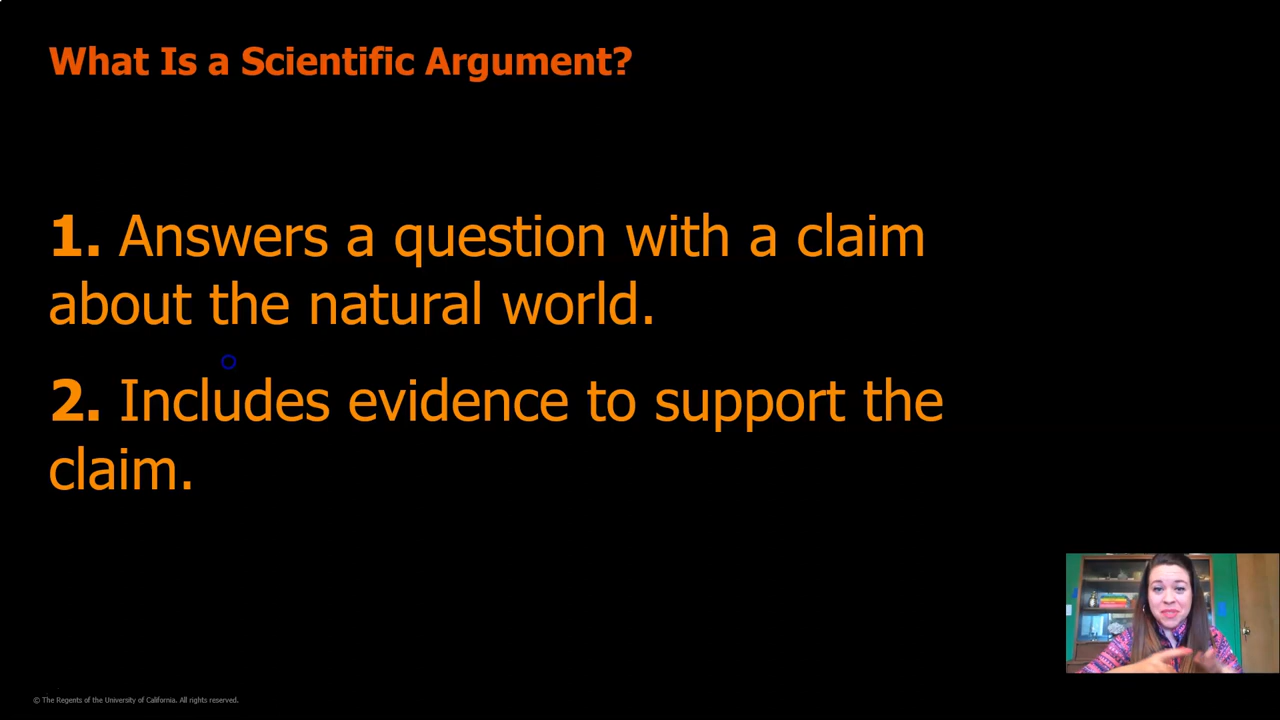 What Is a Scientific Argument?
1. Answers a question with a claim
about the natural world.
2. Includes evidence to support the
claim.
© The Regents of the University of California. All rights reserved.